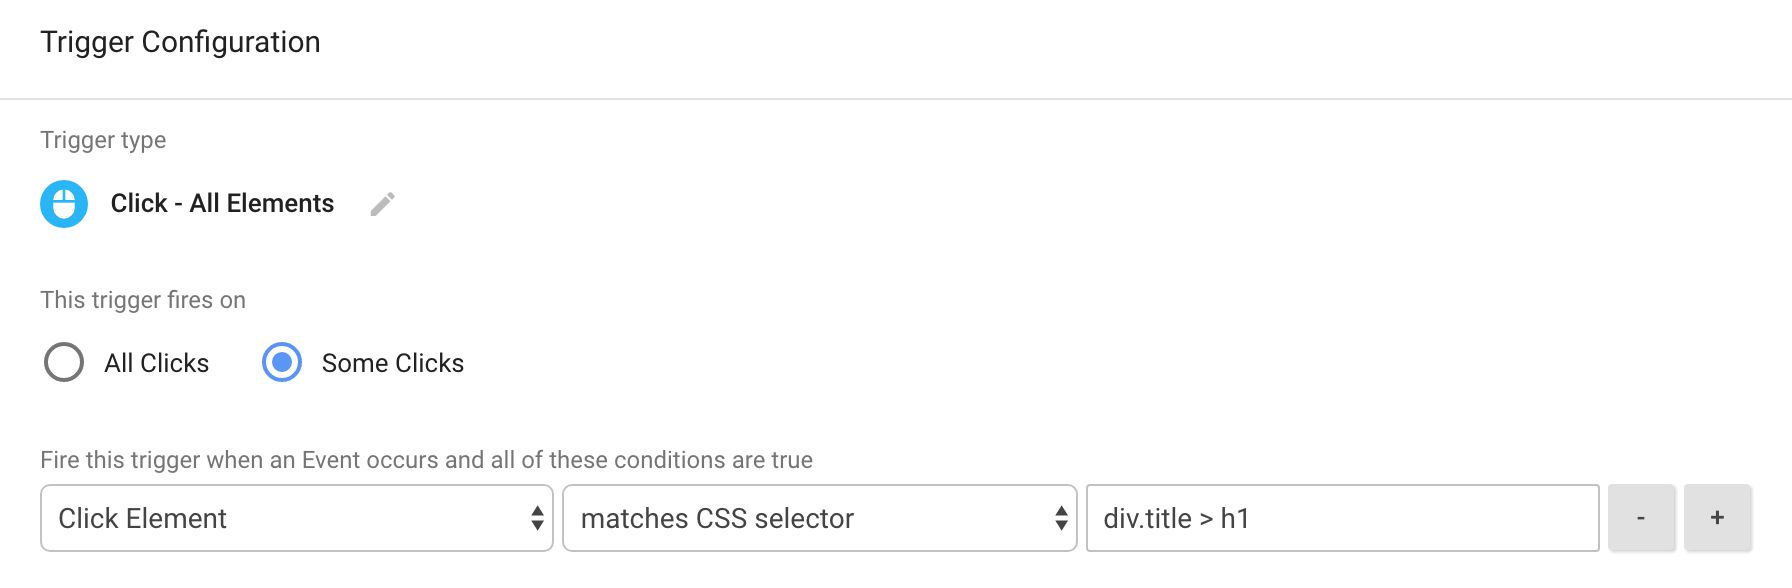 Trigger Configuration
Trigger type
Click - All Elements
This trigger fires on
All Clicks Some Clicks
Fire this trigger when an Event occurs and all of these conditions are true
Click Element matches CSS selector div.title > h1 - +